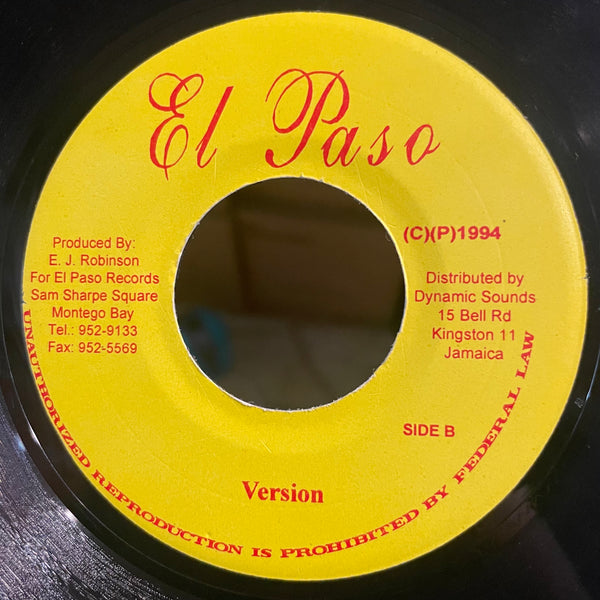 El Paso
Produced By:
E. J. Robinson
For El Paso Records
Sam Sharpe Square
Montego Bay
Tel.: 952-9133
Fax: 952-5569
(C)(P)1994
Distributed by
Dynamic Sounds
15 Bell Rd
Kingston 11
Jamaica
SIDE B
Version
UNAUTHORIZED REPRODUCTION IS PROHIBITED BY FEDERAL LAW